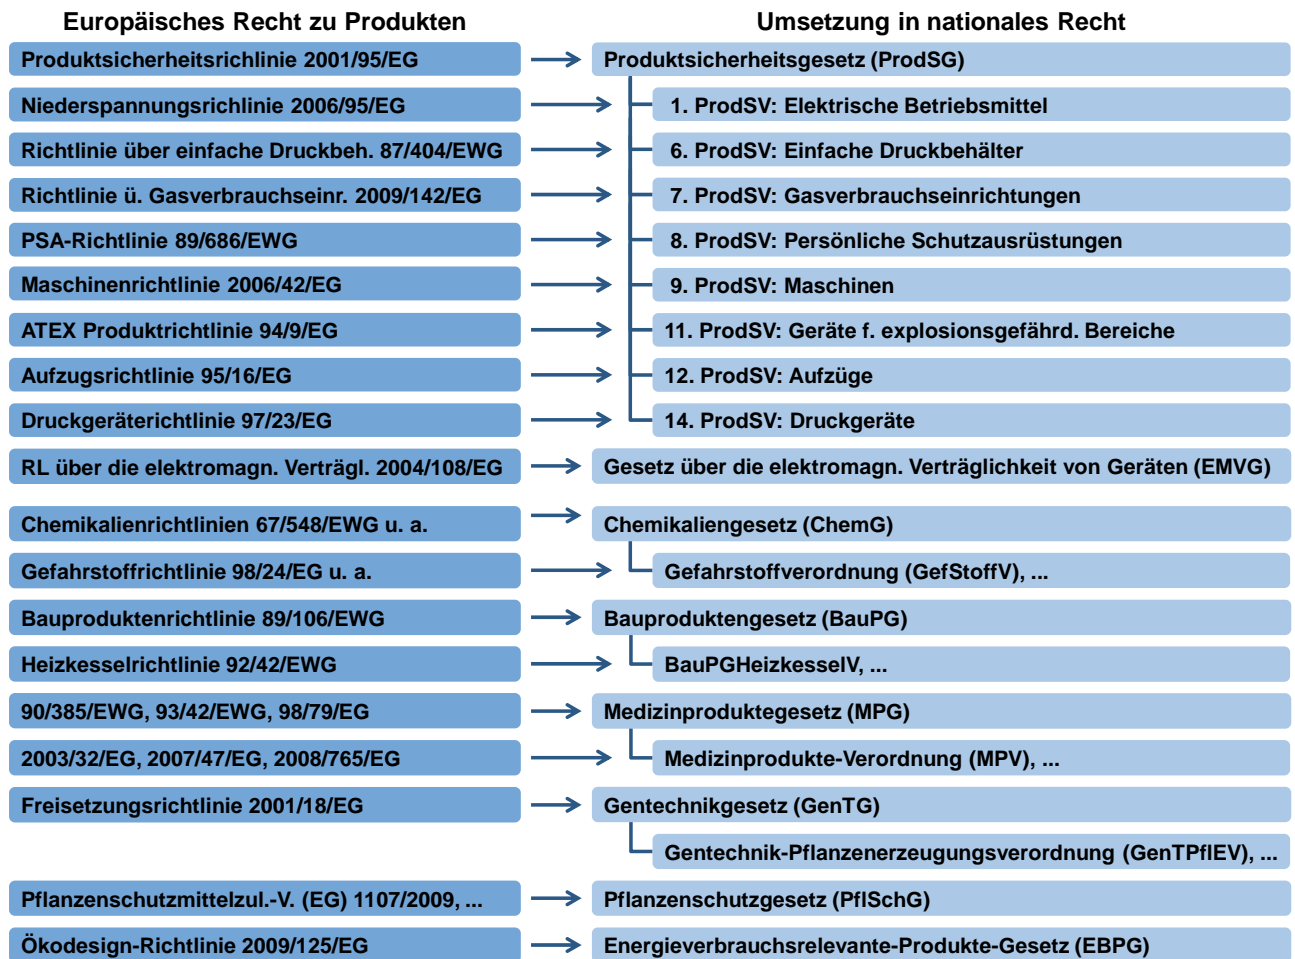 Europäisches Recht zu Produkten
Umsetzung in nationales Recht
Produktsicherheitsrichlinie 2001/95/EG
Produktsicherheitsgesetz (ProdSG)
Niederspannungsrichlinie 2006/95/EG
1. ProdSV: Elektrische Betriebsmittel
Richtlinie über einfache Druckbeh. 87/404/EWG
6. ProdSV: Einfache Druckbehälter
Richtlinie ü. Gasverbrauchseinr. 2009/142/EG
7. ProdSV: Gasverbrauchseinrichtungen
PSA-Richtlinie 89/686/EWG
8. ProdSV: Persönliche Schutzausrüstungen
Maschinenrichtlinie 2006/42/EG
9. ProdSV: Maschinen
ATEX Produktrichtlinie 94/9/EG
11. ProdSV: Geräte f. explosionsgefährd. Bereiche
Aufzugsrichtlinie 95/16/EG
12. ProdSV: Aufzüge
Druckgeräterichtlinie 97/23/EG
14. ProdSV: Druckgeräte
RL über die elektromagn. Verträgl. 2004/108/EG
Gesetz über die elektromagn. Verträglichkeit von Geräten (EMVG)
Chemikalienrichtlinien 67/548/EWG u. a.
Chemikaliengesetz (ChemG)
Gefahrstoffrichtlinie 98/24/EG u. a.
Gefahrstoffverordnung (GefStoffV), ...
Bauproduktenrichtlinie 89/106/EWG
Bauproduktengesetz (BauPG)
Heizkesselrichtlinie 92/42/EWG
BauPGHeizkesselV, ...
90/385/EWG, 93/42/EWG, 98/79/EG
Medizinproduktegesetz (MPG)
2003/32/EG, 2007/47/EG, 2008/765/EG
Medizinprodukte-Verordnung (MPV), ...
Freisetzungsrichtlinie 2001/18/EG
Gentechnikgesetz (GenTG)
Gentechnik-Pflanzenerzeugungsverordnung (GenTPflEV), ...
Pflanzenschutzmittelzul.-V. (EG) 1107/2009, ...
Pflanzenschutzgesetz (PflSchG)
Ökodesign-Richtlinie 2009/125/EG
Energieverbrauchsrelevante-Produkte-Gesetz (EBPG)